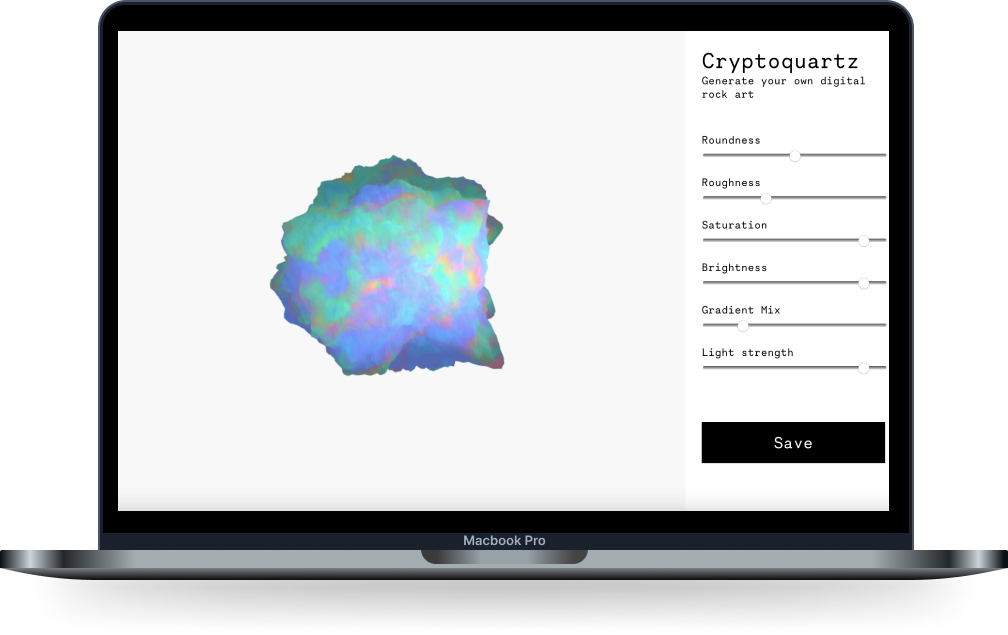 Cryptoquartz
Generate your own digital
rock art
Roundness
Roughness
Saturation
Brightness
Gradient Mix
Light strength
Save
Macbook Pro